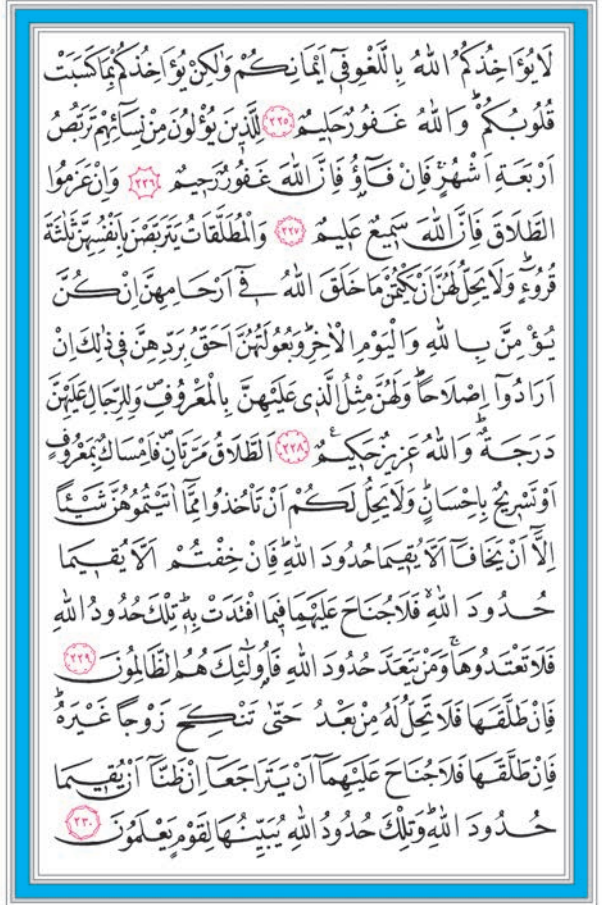 لَا يُؤَاخِذُكُمُ اللّٰهُ بِاللَّغْوِ فٖٓي اَيْمَانِكُمْ وَلٰكِنْ يُؤَاخِذُكُمْ بِمَا كَسَبَتْ
قُلُوبُكُمْؕ وَاللّٰهُ غَفُورٌ حَلٖيمٌ ﴿٢٢٥﴾ لِلَّذٖينَ يُؤْلُونَ مِنْ نِسَٓائِهِمْ تَرَبُّصُ
اَرْبَعَةِ اَشْهُرٍۚ فَاِنْ فَٓاؤُ۫ فَاِنَّ اللّٰهَ غَفُورٌ رَحٖيمٌ ﴿٢٢٦﴾ وَاِنْ عَزَمُوا
الطَّلَاقَ فَاِنَّ اللّٰهَ سَمٖيعٌ عَلٖيمٌ ﴿٢٢٧﴾ وَالْمُطَلَّقَاتُ يَتَرَبَّصْنَ بِاَنْفُسِهِنَّ ثَلٰثَةَ
قُرُٓوءٍؕ وَلَا يَحِلُّ لَهُنَّ اَنْ يَكْتُمْنَ مَا خَلَقَ اللّٰهُ فٖٓي اَرْحَامِهِنَّ اِنْ كُنَّ
يُؤْمِنَّ بِاللّٰهِ وَالْيَوْمِ الْاٰخِرِؕ وَبُعُولَتُهُنَّ اَحَقُّ بِرَدِّهِنَّ فٖي ذٰلِكَ اِنْ
اَرَادُٓوا اِصْلَاحًاؕ وَلَهُنَّ مِثْلُ الَّذٖي عَلَيْهِنَّ بِالْمَعْرُوفِࣕ وَلِلرِّجَالِ عَلَيْهِنَّ
دَرَجَةٌؕ وَاللّٰهُ عَزٖيزٌ حَكٖيمٌࣖ ﴿٢٢٨﴾ اَلطَّلَاقُ مَرَّتَانِࣕ فَاِمْسَاكٌ بِمَعْرُوفٍ
اَوْ تَسْرٖيحٌ بِاِحْسَانٍؕ وَلَا يَحِلُّ لَكُمْ اَنْ تَأْخُذُوا مِمَّٓا اٰتَيْتُمُوهُنَّ شَيْـًٔا
اِلَّٓا اَنْ يَخَافَٓا اَلَّا يُقٖيمَا حُدُودَ اللّٰهِؕ فَاِنْ خِفْتُمْ اَلَّا يُقٖيمَا
حُدُودَ اللّٰهِۙ فَلَا جُنَاحَ عَلَيْهِمَا فٖيمَا افْتَدَتْ بِهٖؕ تِلْكَ حُدُودُ اللّٰهِ
فَلَا تَعْتَدُوهَاۚ وَمَنْ يَتَعَدَّ حُدُودَ اللّٰهِ فَاُو۬لٰٓئِكَ هُمُ الظَّالِمُونَ ﴿٢٢٩﴾
فَاِنْ طَلَّقَهَا فَلَا تَحِلُّ لَهُ مِنْ بَعْدُ حَتّٰى تَنْكِحَ زَوْجًا غَيْرَهُؕ
فَاِنْ طَلَّقَهَا فَلَا جُنَاحَ عَلَيْهِمَٓا اَنْ يَتَرَاجَعَٓا اِنْ ظَنَّٓا اَنْ يُقٖيمَا
حُدُودَ اللّٰهِؕ وَتِلْكَ حُدُودُ اللّٰهِ يُبَيِّنُهَا لِقَوْمٍ يَعْلَمُونَ ﴿٢٣٠﴾